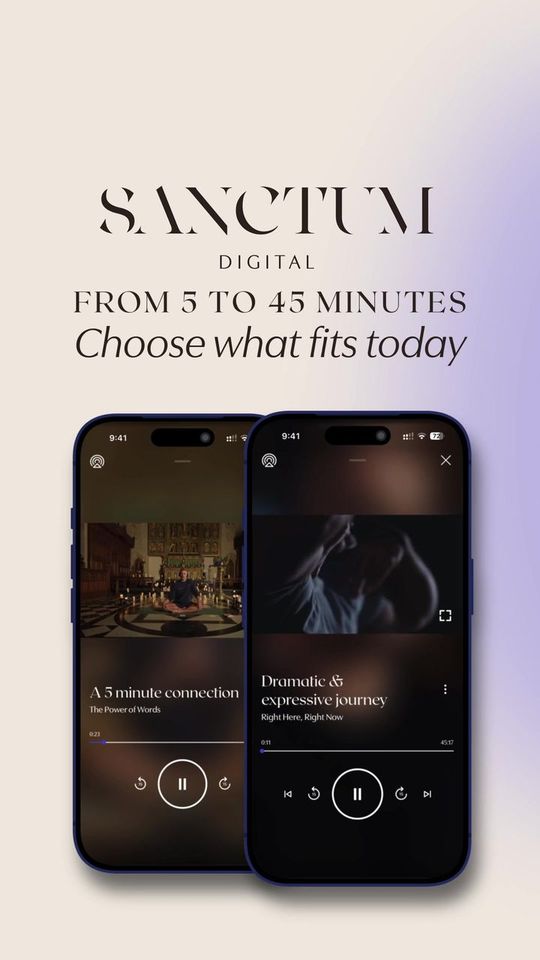 SANCTUM
DIGITAL
FROM 5 TO 45 MINUTES
Choose what fits today
9:41
A 5 minute connection
The Power of Words
0:23
9:41
72
Dramatic &
expressive journey
Right Here, Right Now
0:11 45:17